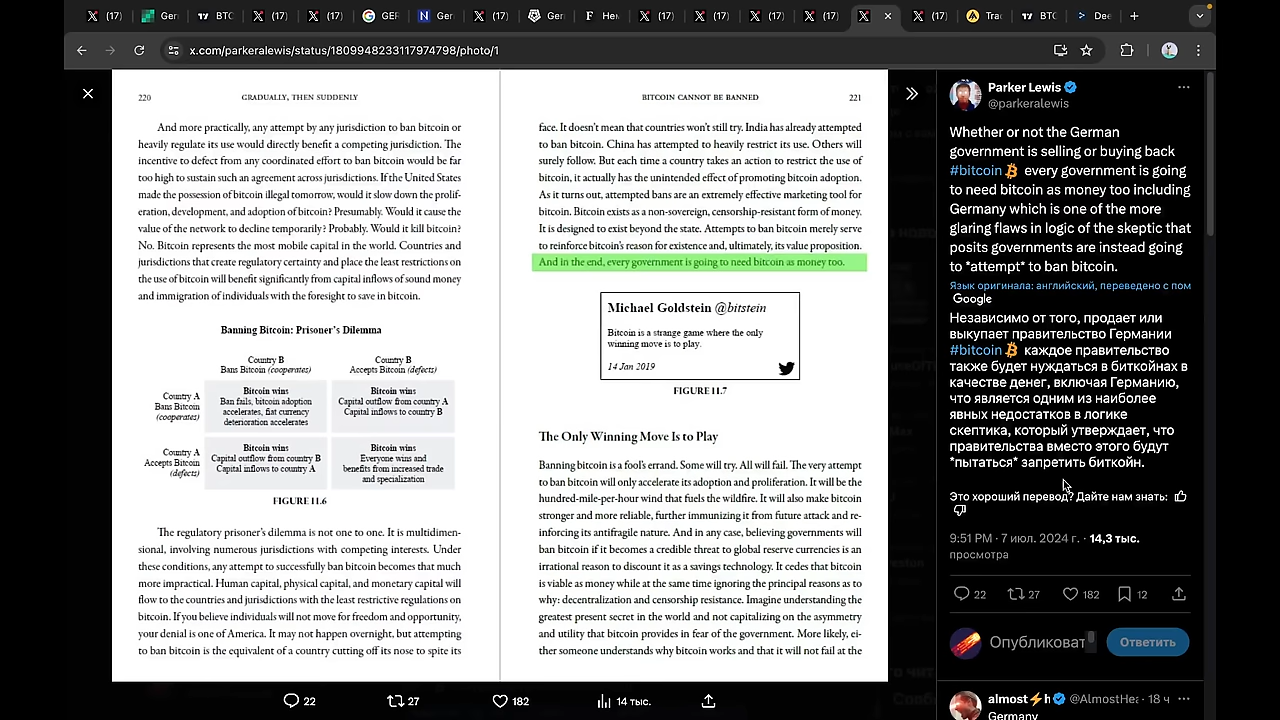 (17)
Ger
BTC
(17)
(17)
GER
Ger
(17)
Ger
He
(17)
(17)
(17)
(17)
(17)
Tra
BTC
Dee
x.com/parkeralewis/status/1809948233117974798/photo/1
220
GRADUALLY, THEN SUDDENLY
And more practically, any attempt by any jurisdiction to ban bitcoin or
heavily regulate its use would directly benefit a competing jurisdiction. The
incentive to defect from any coordinated effort to ban bitcoin would be far
too high to sustain such an agreement across jurisdictions. If the United States
made the possession of bitcoin illegal tomorrow, would it slow down the prolif-
eration, development, and adoption of bitcoin? Presumably. Would it cause the
value of the network to decline temporarily? Probably. Would it kill bitcoin?
No. Bitcoin represents the most mobile capital in the world. Countries and
jurisdictions that create regulatory certainty and place the least restrictions on
the use of bitcoin will benefit significantly from capital inflows of sound money
and immigration of individuals with the foresight to save in bitcoin.
Banning Bitcoin: Prisoner's Dilemma
Country B
Bans Bitcoin (cooperates)
Country B
Accepts Bitcoin (defects)
Country A
Bans Bitcoin
(cooperates)
Bitcoin wins
Ban fails, bitcoin adoption
accelerates, fiat currency
deterioration accelerates
Bitcoin wins
Capital outflow from country A
Capital inflows to country B
Country A
Accepts Bitcoin
(defects)
Bitcoin wins
Capital outflow from country B
Capital inflows to country A
Bitcoin wins
Everyone wins and
benefits from increased trade
and specialization
FIGURE 11.6
The regulatory prisoner's dilemma is not one to one. It is multidimen-
sional, involving numerous jurisdictions with competing interests. Under
these conditions, any attempt to successfully ban bitcoin becomes that much
more impractical. Human capital, physical capital, and monetary capital will
flow to the countries and jurisdictions with the least restrictive regulations on
bitcoin. If you believe individuals will not move for freedom and opportunity,
your denial is one of America. It may not happen overnight, but attempting
to ban bitcoin is the equivalent of a country cutting off its nose to spite its
BITCOIN CANNOT BE BANNED
221
face. It doesn't mean that countries won't still try. India has already attempted
to ban bitcoin. China has attempted to heavily restrict its use. Others will
surely follow. But each time a country takes an action to restrict the use of
bitcoin, it actually has the unintended effect of promoting bitcoin adoption.
As it turns out, attempted bans are an extremely effective marketing tool for
bitcoin. Bitcoin exists as a non-sovereign, censorship-resistant form of money.
It is designed to exist beyond the state. Attempts to ban bitcoin merely serve
to reinforce bitcoin's reason for existence and, ultimately, its value proposition.
And in the end, every government is going to need bitcoin as money too.
Michael Goldstein @bitstein
Bitcoin is a strange game where the only
winning move is to play.
14 Jan 2019
FIGURE 11.7
The Only Winning Move Is to Play
Banning bitcoin is a fool's errand. Some will try. All will fail. The very attempt
to ban bitcoin will only accelerate its adoption and proliferation. It will be the
hundred-mile-per-hour wind that fuels the wildfire. It will also make bitcoin
stronger and more reliable, further immunizing it from future attack and re-
inforcing its antifragile nature. And in any case, believing governments will
ban bitcoin if it becomes a credible threat to global reserve currencies is an
irrational reason to discount it as a savings technology. It cedes that bitcoin
is viable as money while at the same time ignoring the principal reasons as to
why: decentralization and censorship resistance. Imagine understanding the
greatest present secret in the world and not capitalizing on the asymmetry
and utility that bitcoin provides in fear of the government. More likely, ei-
ther someone understands why bitcoin works and that it will not fail at the
22
27
182
14 тыс.
Parker Lewis
@parkeralewis
Whether or not the German
government is selling or buying back
#bitcoin every government is going
to need bitcoin as money too including
Germany which is one of the more
glaring flaws in logic of the skeptic that
posits governments are instead going
to *attempt* to ban bitcoin.
Язык оригинала: английский, переведено с пом
Google
Независимо от того, продает или
выкупает правительство Германии
#bitcoin каждое правительство
также будет нуждаться в биткойнах в
качестве денег, включая Германию,
что является одним из наиболее
явных недостатков в логике
скептика, который утверждает, что
правительства вместо этого будут
*пытаться* запретить биткойн.
Это хороший перевод? Дайте нам знать:
9:51 PM · 7 июл. 2024 г. · 14,3 тыс.
просмотра
22
27
182
12
Опубликоват
Ответить
almost⚡h
@AlmostHea
· 18 ч
Germany